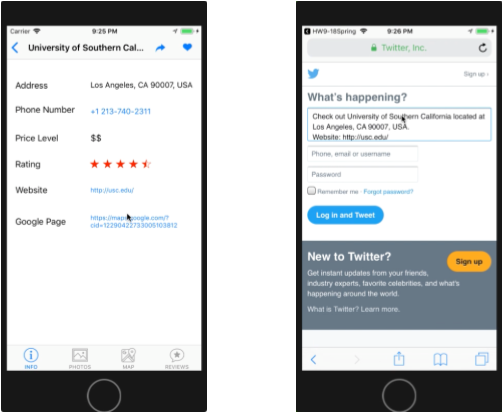 Carrier 9:25 PM
University of Southern Cal...
Address Los Angeles, CA 90007, USA
Phone Number +1 213-740-2311
Price Level $$
Rating
Website http://usc.edu/
Google Page https://maps.google.com/?
cid=12290422733005103812
INFO PHOTOS MAP REVIEWS
HW9-18Spring 9:26 PM
Twitter, Inc.
Sign up ›
What's happening?
Check out University of Southern California located at
Los Angeles, CA 90007, USA.
Website: http://usc.edu/
Phone, email or username
Password
Remember me · Forgot password?
Log in and Tweet
New to Twitter?
Sign up
Get instant updates from your friends,
industry experts, favorite celebrities, and what's
happening around the world.
What is Twitter? Learn more.